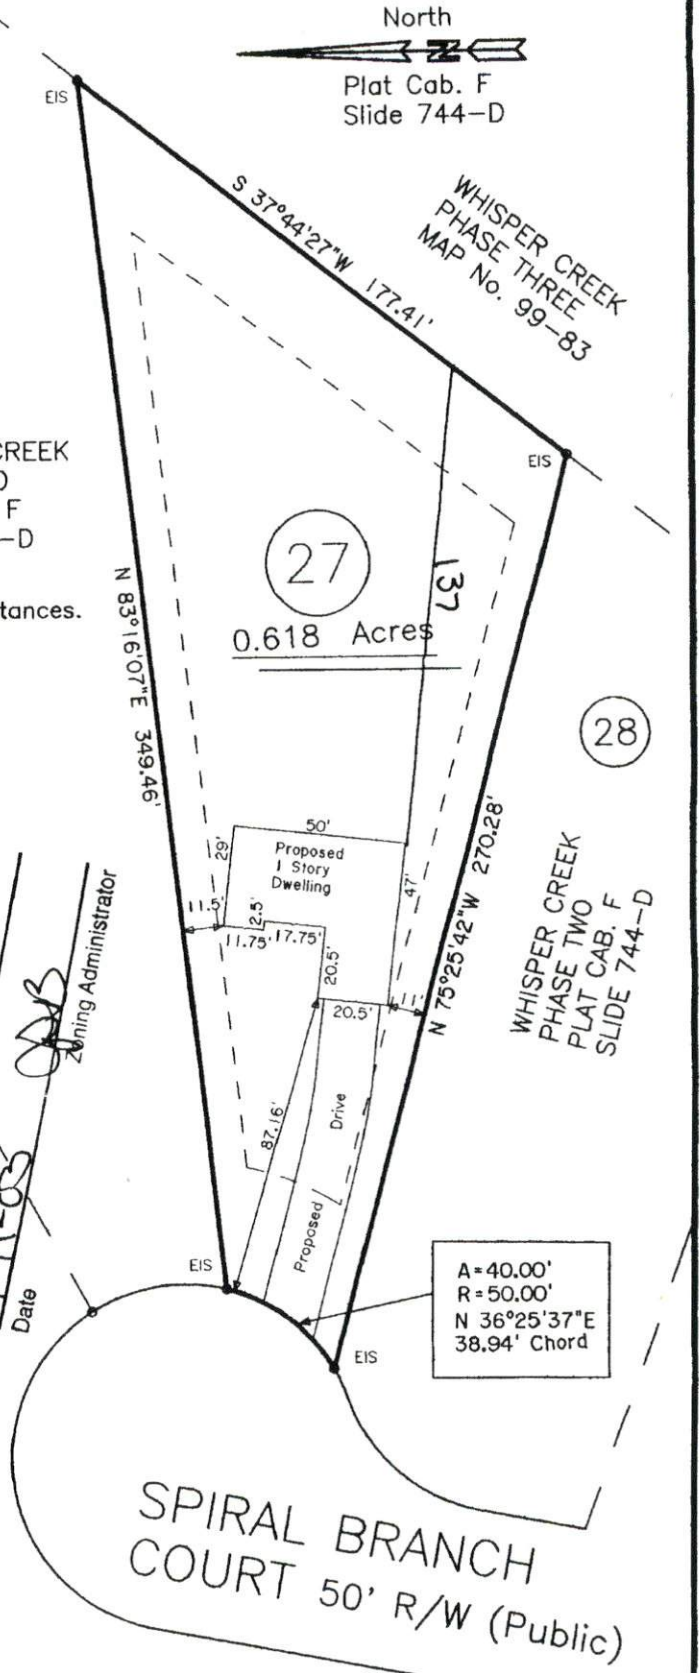 North
N
Plat Cab. F
Slide 744-D
EIS
S 37°44'27"W 177.41'
WHISPER CREEK
PHASE THREE
MAP No. 99-83
EIS
CREEK
F
-D
tances.
27
0.618 Acres
137
N 83°16'07"E 349.46'
28
WHISPER CREEK
PHASE TWO
PLAT CAB. F
SLIDE 744-D
N 75°25'42"W 270.28'
50'
29'
Proposed
1 Story
Dwelling
47'
11.5'
2.5'
11.75' 17.75'
20.5'
20.5'
11'
87.16'
Proposed Drive
Zoning Administrator
Date
EIS
A=40.00'
R=50.00'
N 36°25'37"E
38.94' Chord
EIS
SPIRAL BRANCH
COURT 50' R/W (Public)